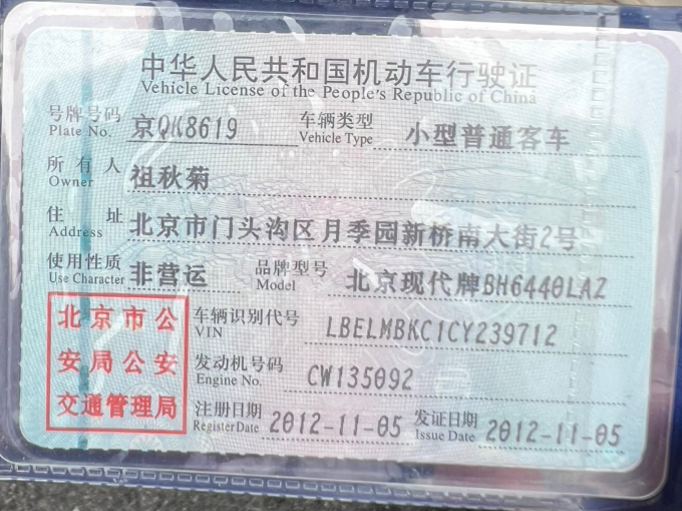 中华人民共和国机动车行驶证
Vehicle License of the People's Republic of China
号牌号码 京QK8619 车辆类型 小型普通客车
Plate No. Vehicle Type
所有人 祖秋菊
Owner
住址 北京市门头沟区月季园新桥南大街2号
Address
使用性质 非营运 品牌型号 北京现代牌BH6440LAZ
Use Character Model
北京市公安局公安交通管理局
车辆识别代号 LBELMBKC1CY239712
VIN
发动机号码 CW135092
Engine No.
注册日期 2012-11-05 发证日期 2012-11-05
Register Date Issue Date